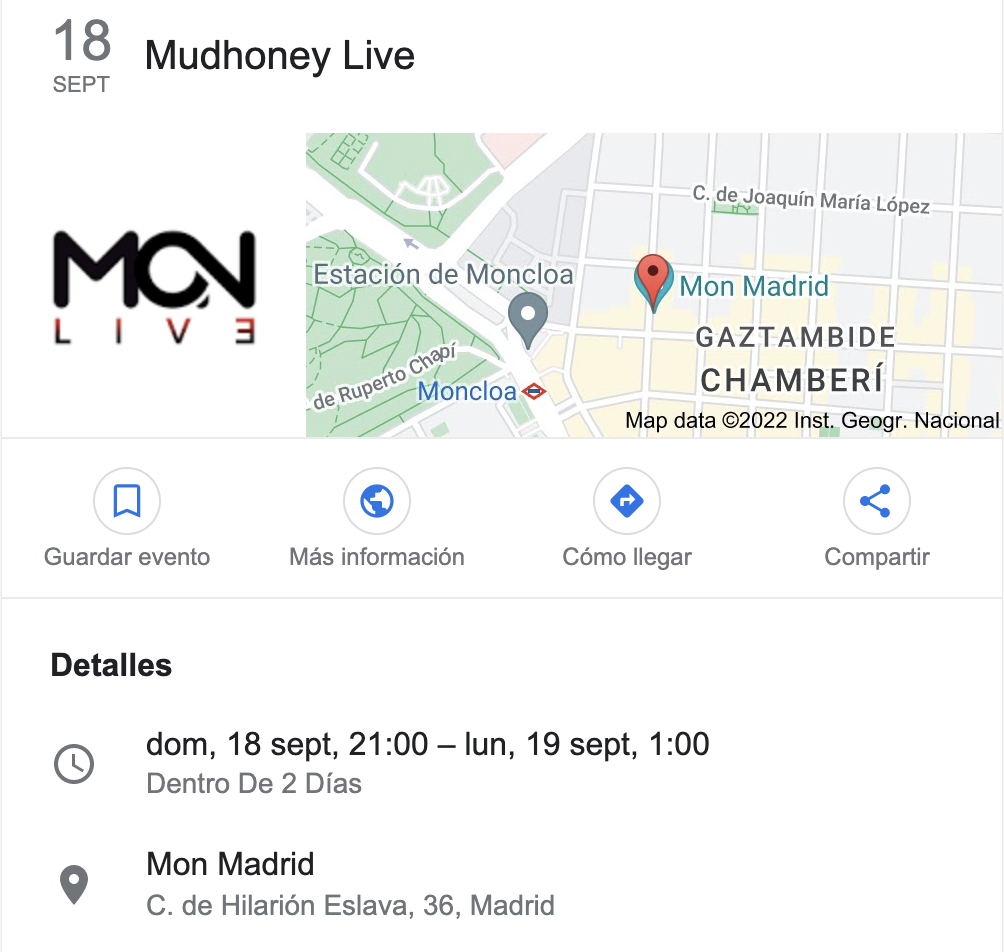 18
SEPT
Mudhoney Live
MON
LIVE
C. de Joaquín María López
Estación de Moncloa
Mon Madrid
GAZTAMBIDE
CHAMBERÍ
de Ruperto Chapí
Moncloa
Map data ©2022 Inst. Geogr. Nacional
Guardar evento
Más información
Cómo llegar
Compartir
Detalles
dom, 18 sept, 21:00 – lun, 19 sept, 1:00
Dentro De 2 Días
Mon Madrid
C. de Hilarión Eslava, 36, Madrid